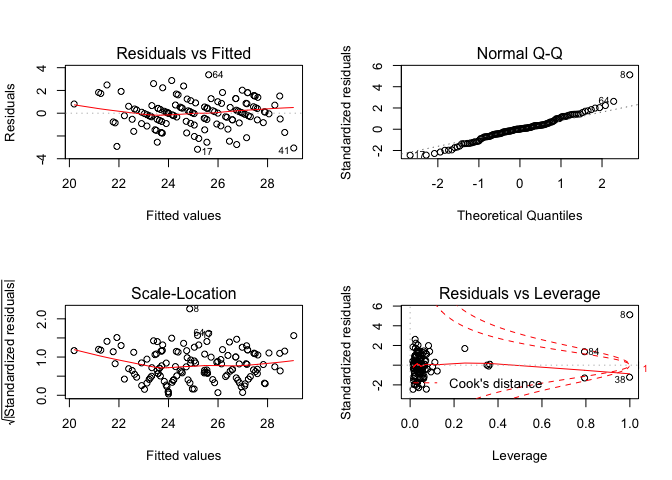 Residuals vs Fitted
Residuals
4
2
0
-4
64
17
41
20 22 24 26 28
Fitted values
Normal Q-Q
Standardized residuals
6
4
2
0
-2
8
64
17
-2 -1 0 1 2
Theoretical Quantiles
Scale-Location
√|Standardized residuals|
2.0
1.0
0.0
8
64
20 22 24 26 28
Fitted values
Residuals vs Leverage
Standardized residuals
6
4
2
-2
8
84
38
1
Cook's distance
0.0 0.2 0.4 0.6 0.8 1.0
Leverage